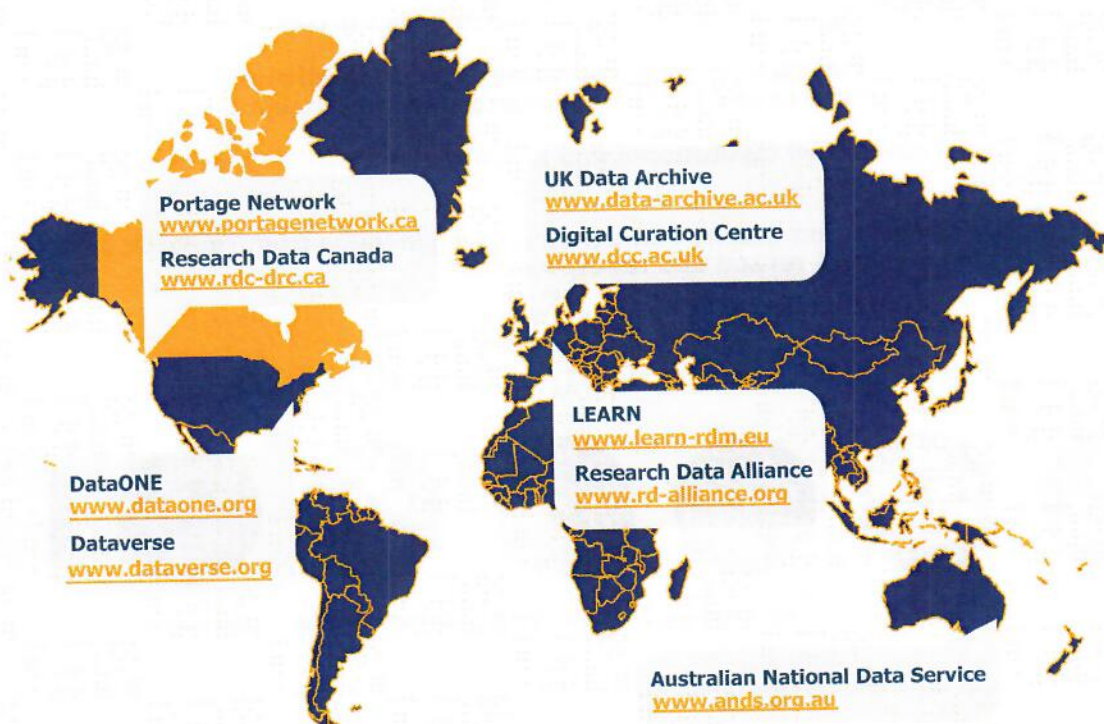 Portage Network
www.portagenetwork.ca
Research Data Canada
www.rdc-drc.ca
UK Data Archive
www.data-archive.ac.uk
Digital Curation Centre
www.dcc.ac.uk
LEARN
www.learn-rdm.eu
Research Data Alliance
www.rd-alliance.org
DataONE
www.dataone.org
Dataverse
www.dataverse.org
Australian National Data Service
www.ands.org.au